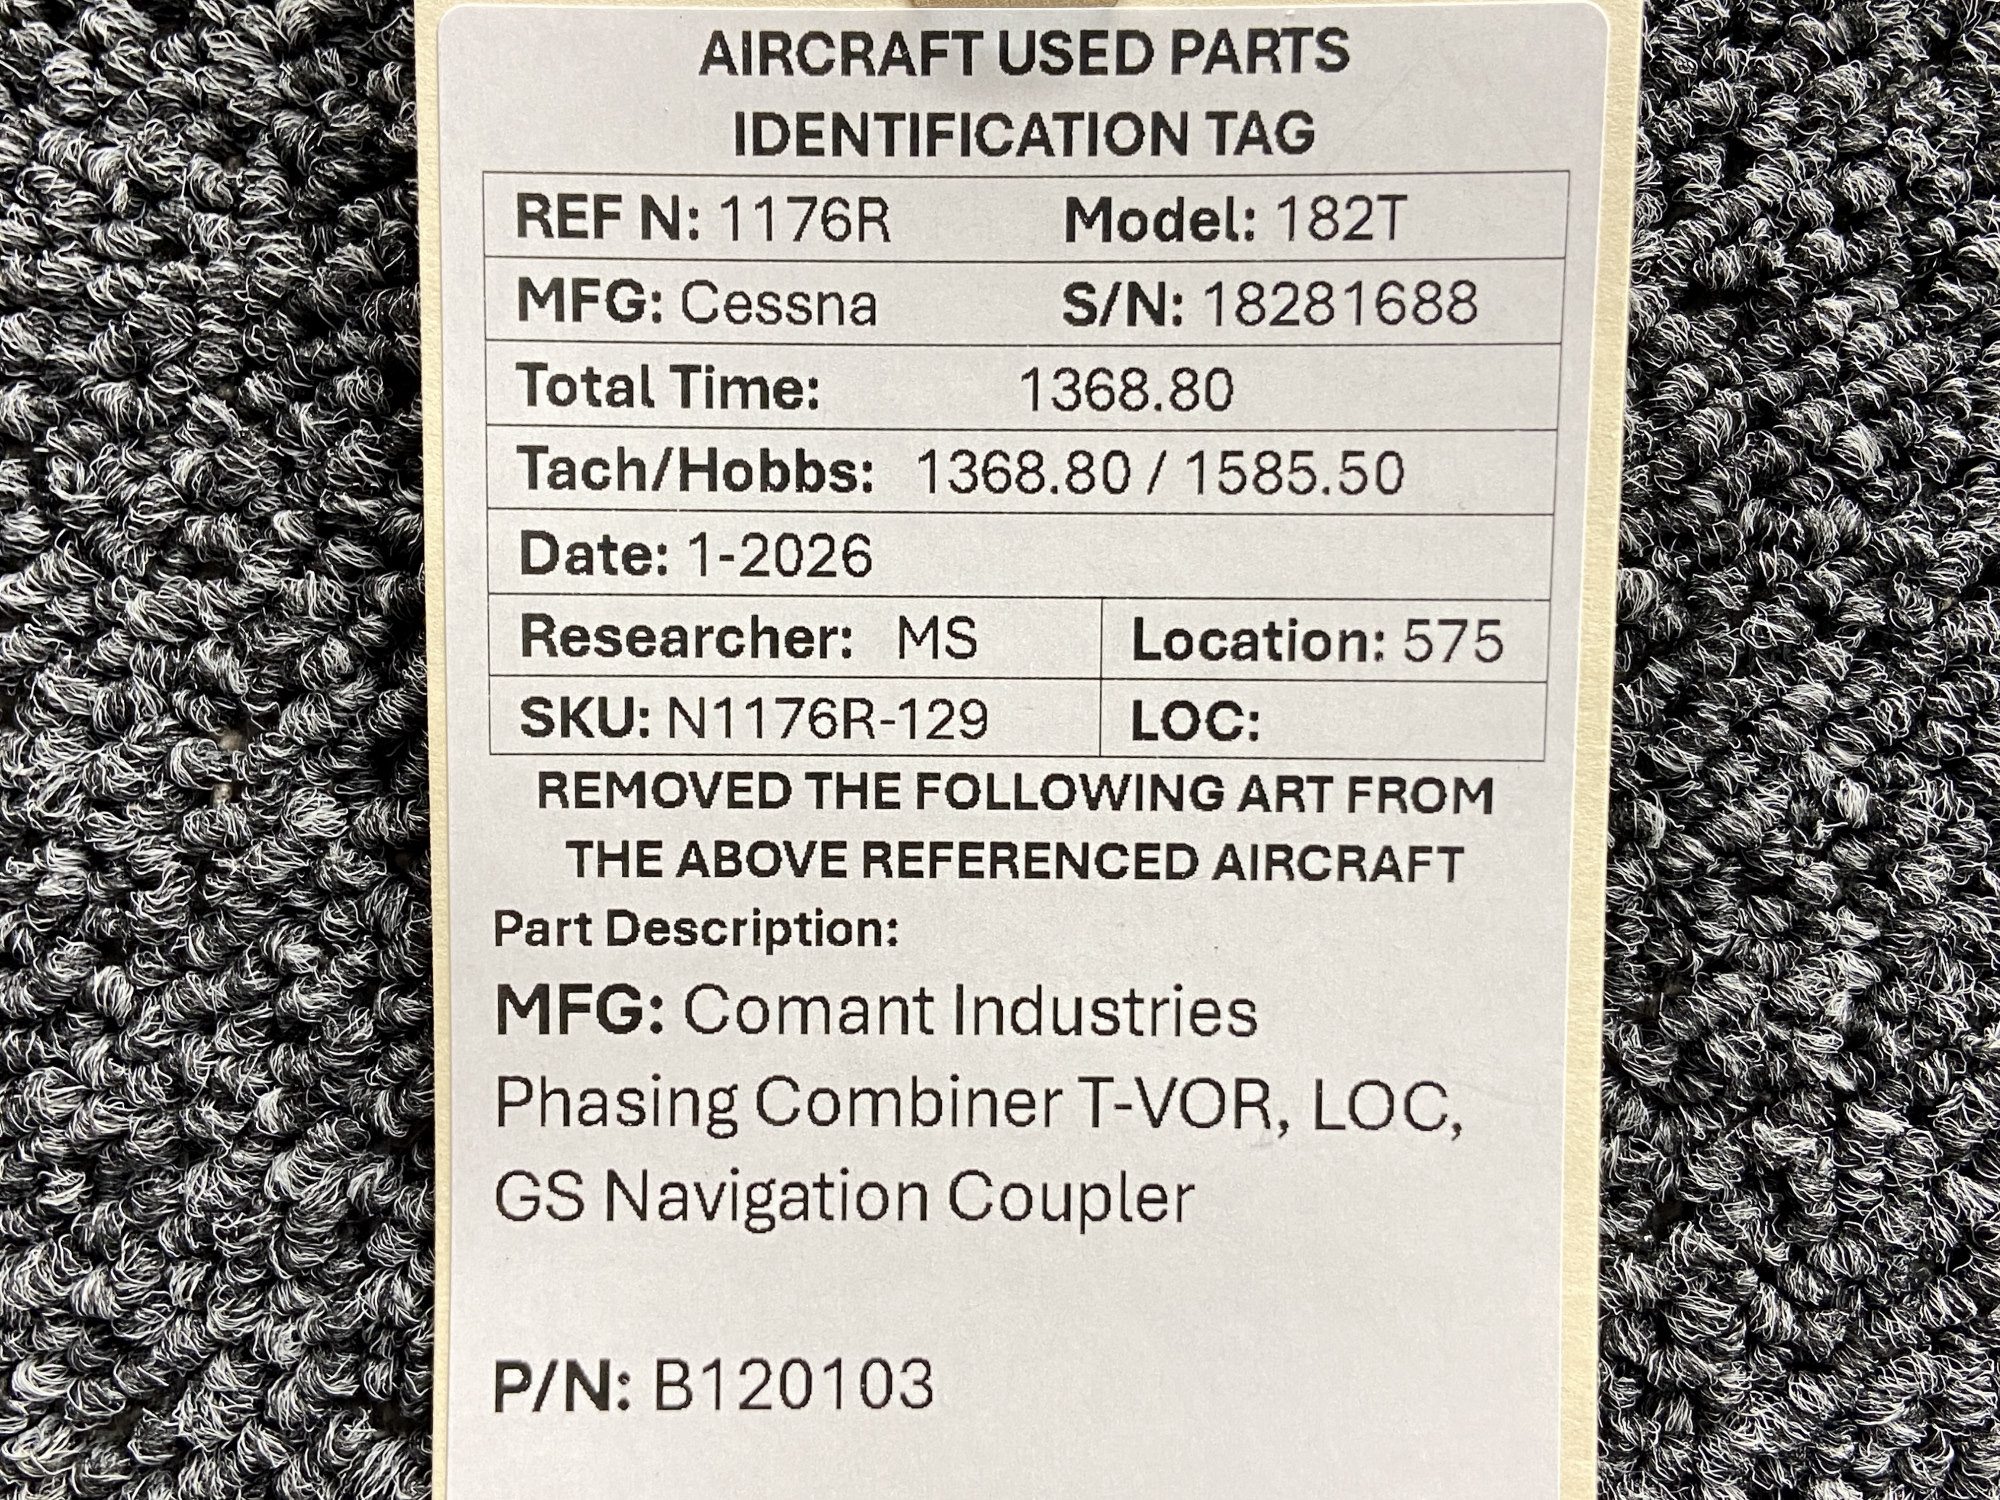 AIRCRAFT USED PARTS
IDENTIFICATION TAG
REF N: 1176R Model: 182T
MFG: Cessna S/N: 18281688
Total Time: 1368.80
Tach/Hobbs: 1368.80 / 1585.50
Date: 1-2026
Researcher: MS Location: 575
SKU: N1176R-129 LOC:
REMOVED THE FOLLOWING ART FROM
THE ABOVE REFERENCED AIRCRAFT
Part Description:
MFG: Comant Industries
Phasing Combiner T-VOR, LOC,
GS Navigation Coupler
P/N: B120103